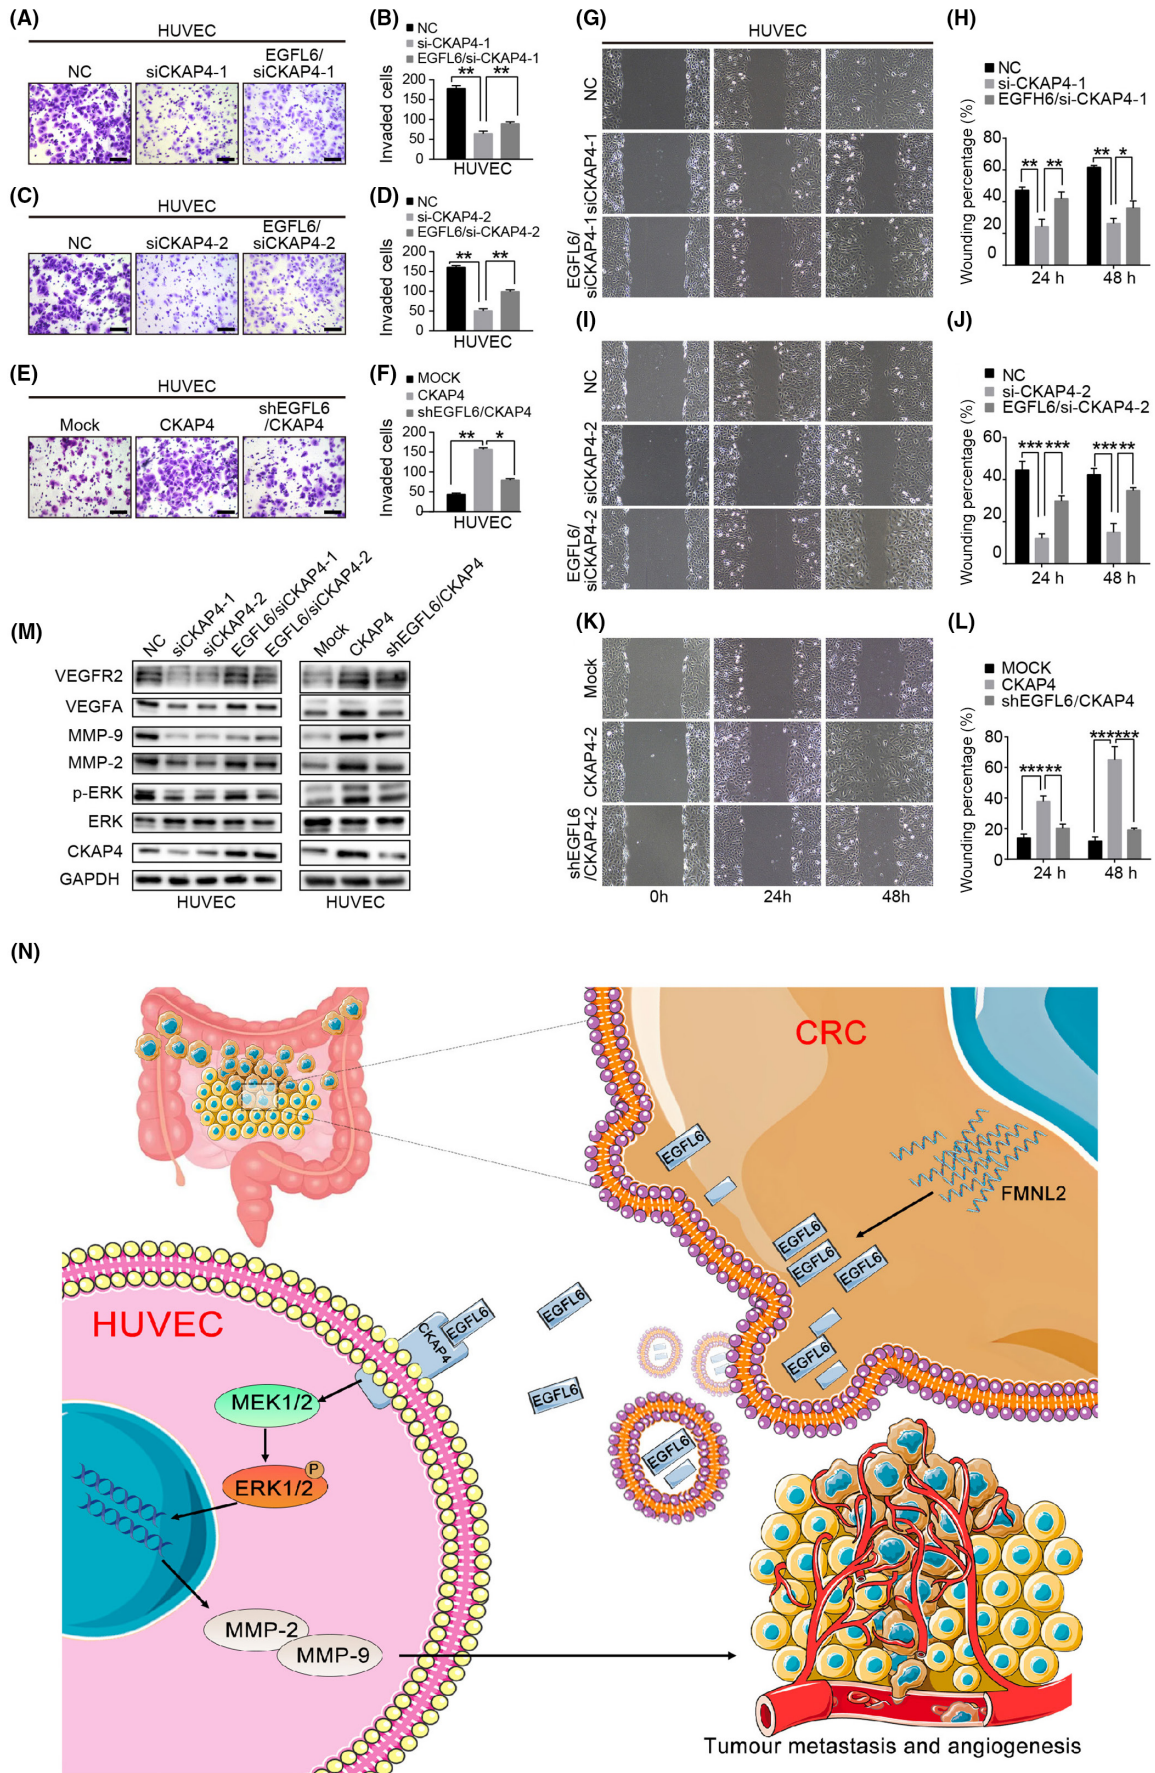 (A)
HUVEC
NC siCKAP4-1 EGFL6/
siCKAP4-1
(B)
NC
si-CKAP4-1
EGFL6/si-CKAP4-1
Invaded cells
200
150
100
50
0
** **
HUVEC
(C)
HUVEC
NC siCKAP4-2 EGFL6/
siCKAP4-2
(D)
NC
si-CKAP4-2
EGFL6/si-CKAP4-2
Invaded cells
200
150
100
50
0
** **
HUVEC
(E)
HUVEC
Mock CKAP4 shEGFL6
/CKAP4
(F)
MOCK
CKAP4
shEGFL6/CKAP4
Invaded cells
200
150
100
50
0
** *
HUVEC
(G)
HUVEC
NC
siCKAP4-1
EGFL6/
siCKAP4-1
(H)
NC
si-CKAP4-1
EGFH6/si-CKAP4-1
Wounding percentage (%)
80
60
40
20
0
** ** ** *
24 h 48 h
(I)
NC
siCKAP4-2
EGFL6/
siCKAP4-2
(J)
NC
si-CKAP4-2
EGFL6/si-CKAP4-2
Wounding percentage (%)
60
40
20
0
*** *** *** **
24 h 48 h
(K)
Mock
CKAP4-2
shEGFL6
/CKAP4-2
0h 24h 48h
(L)
MOCK
CKAP4
shEGFL6/CKAP4
Wounding percentage (%)
80
60
40
20
0
***** ******
24 h 48 h
(M)
NC siCKAP4-1 siCKAP4-2 EGFL6/siCKAP4-1 EGFL6/siCKAP4-2
Mock CKAP4 shEGFL6/CKAP4
VEGFR2
VEGFA
MMP-9
MMP-2
p-ERK
ERK
CKAP4
GAPDH
HUVEC HUVEC
(N)
CRC
EGFL6
FMNL2
EGFL6
EGFL6
EGFL6
EGFL6
EGFL6
HUVEC
CKAP4
EGFL6
EGFL6
EGFL6
MEK1/2
P
ERK1/2
MMP-2
MMP-9
Tumour metastasis and angiogenesis